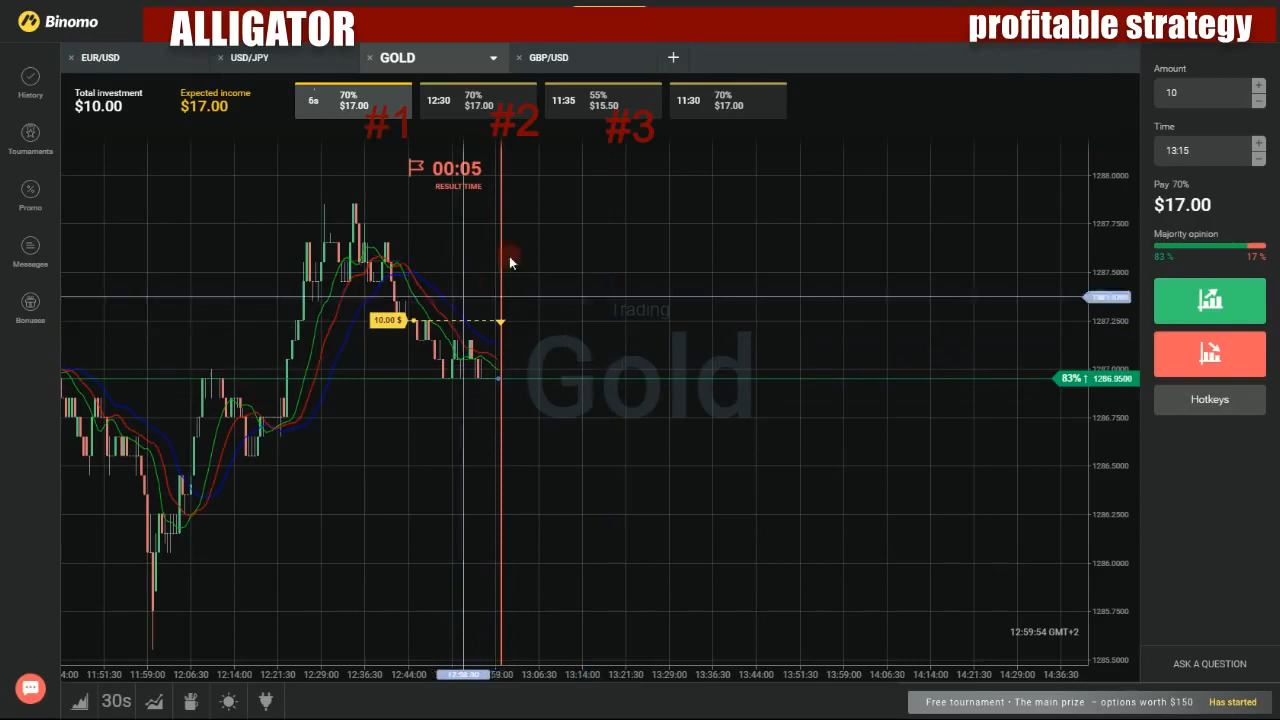 ALLIGATOR
profitable strategy
Binomo
EUR/USD
USD/JPY
GOLD
GBP/USD
Total investment
$10.00
Expected income
$17.00
6s
70%
$17.00
12:30
70%
$17.00
11:35
55%
$15.50
11:30
70%
$17.00
#1
#2
#3
History
Tournaments
Promo
Messages
Bonuses
00:05
RESULT TIME
10.00 $
Trading
Gold
1288.0000
1287.7500
1287.5000
1287.2500
1287.0000
83%↑ 1286.9500
1286.7500
1286.5000
1286.2500
1286.0000
1285.7500
1285.5000
12:59:54 GMT+2
4:00
11:51:30
11:59:00
12:06:30
12:14:00
12:21:30
12:29:00
12:36:30
12:44:00
13:06:30
13:14:00
13:21:30
13:29:00
13:36:30
13:44:00
13:51:30
13:59:00
14:06:30
14:14:00
14:21:30
14:29:00
14:36:30
30s
Amount
10
Time
13:15
Pay 70%
$17.00
Majority opinion
83 %
17 %
Hotkeys
ASK A QUESTION
Free tournament • The main prize – options worth $150
Has started